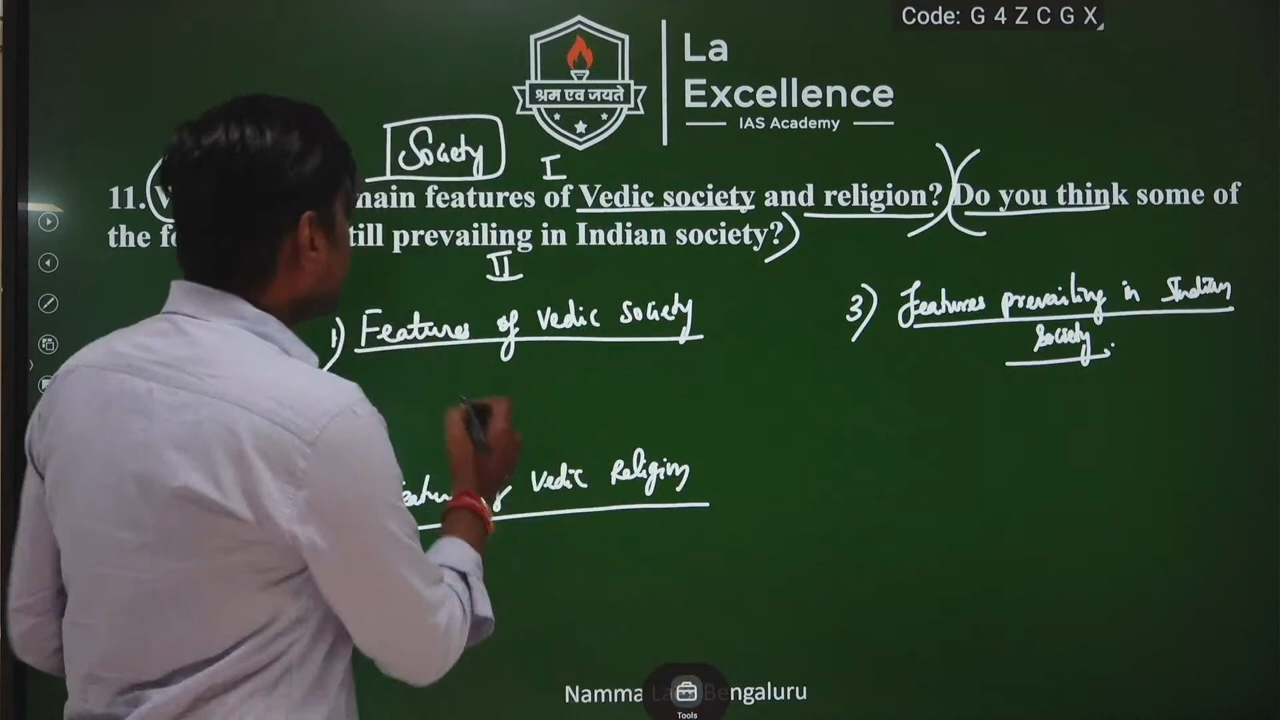 Code: G 4 Z C G X
La
Excellence
IAS Academy
श्रम एव जयते
Society
I
11. main features of Vedic society and religion? Do you think some of
the till prevailing in Indian society?
II
1) Features of Vedic Society
3) Features prevailing in Indian
Society.
Vedic Religion
Namma Bengaluru
Tools